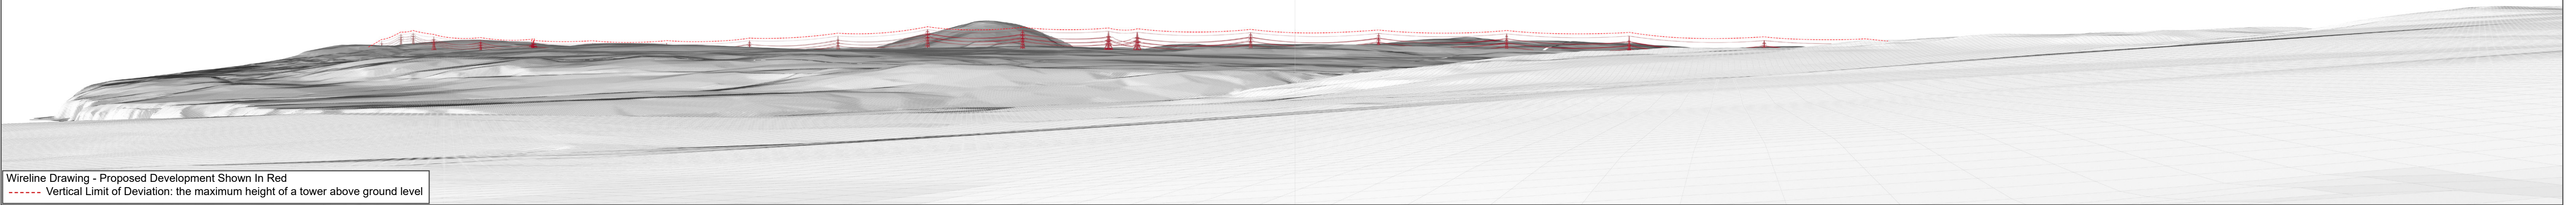 Wireline Drawing - Proposed Development Shown In Red
Vertical Limit of Deviation: the maximum height of a tower above ground level